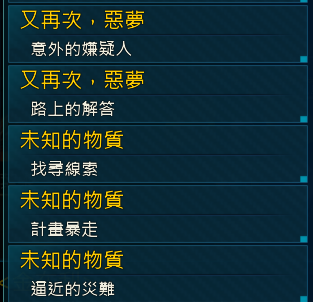 又再次，惡夢
意外的嫌疑人
又再次，惡夢
路上的解答
未知的物質
找尋線索
未知的物質
計畫暴走
未知的物質
逼近的災難